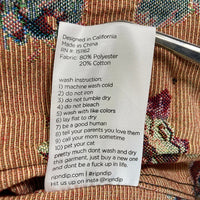 Designed in California
Made in China
RN #: 151162
Fabric: 80% Polyester
20% Cotton
wash instruction:
1) machine wash cold
2) do not iron
3) do not tumble dry
4) do not bleach
5) wash with like colors
6) lay flat to dry
7) be a good human
8) tell your parents you love them
9) call your mom sometimes
10) call your cat
pretty much dont wash and dry
this garment, just buy a new one
and dont be a fuck up in life.
ripndip.com/@ripndip
Hit us up on insta @ripndip